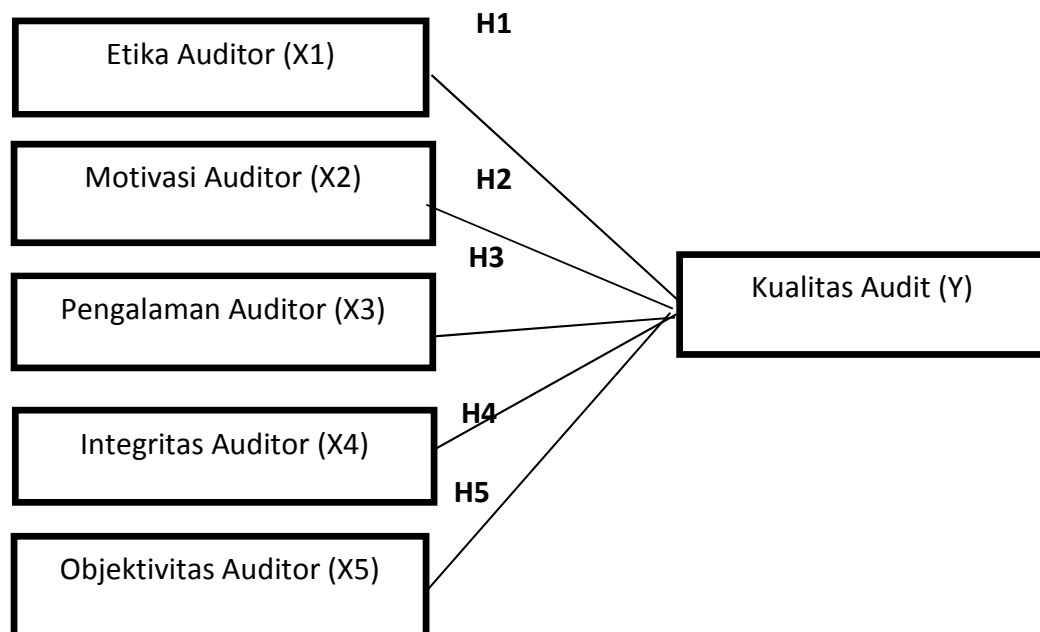 H1
Etika Auditor (X1)
Motivasi Auditor (X2)
H2
H3
Kualitas Audit (Y)
Pengalaman Auditor (X3)
H4
Integritas Auditor (X4)
H5
Objektivitas Auditor (X5)